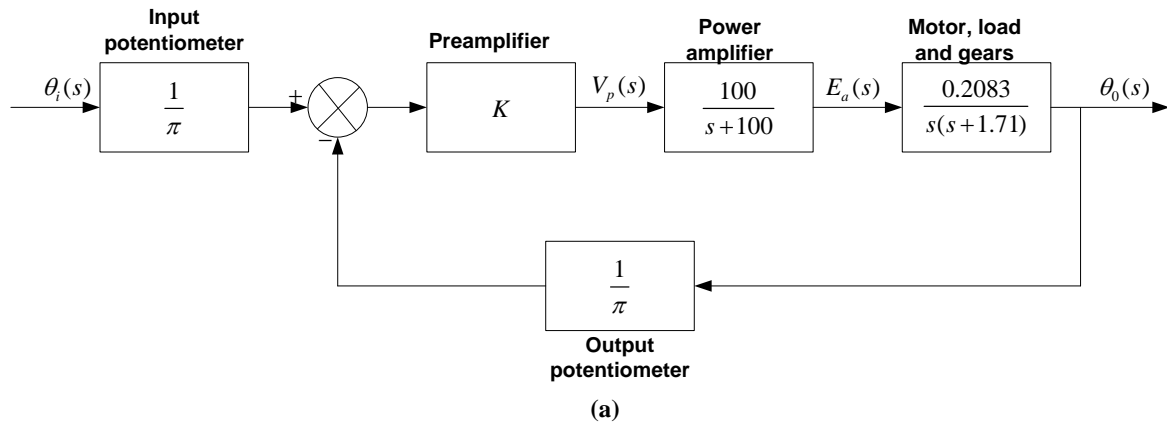 Input
potentiometer
Preamplifier
Power
amplifier
Motor, load
and gears
θi(s)
1/π
+
−
K
Vp(s)
100/(s+100)
Ea(s)
0.2083/(s(s+1.71))
θ0(s)
1/π
Output
potentiometer
(a)